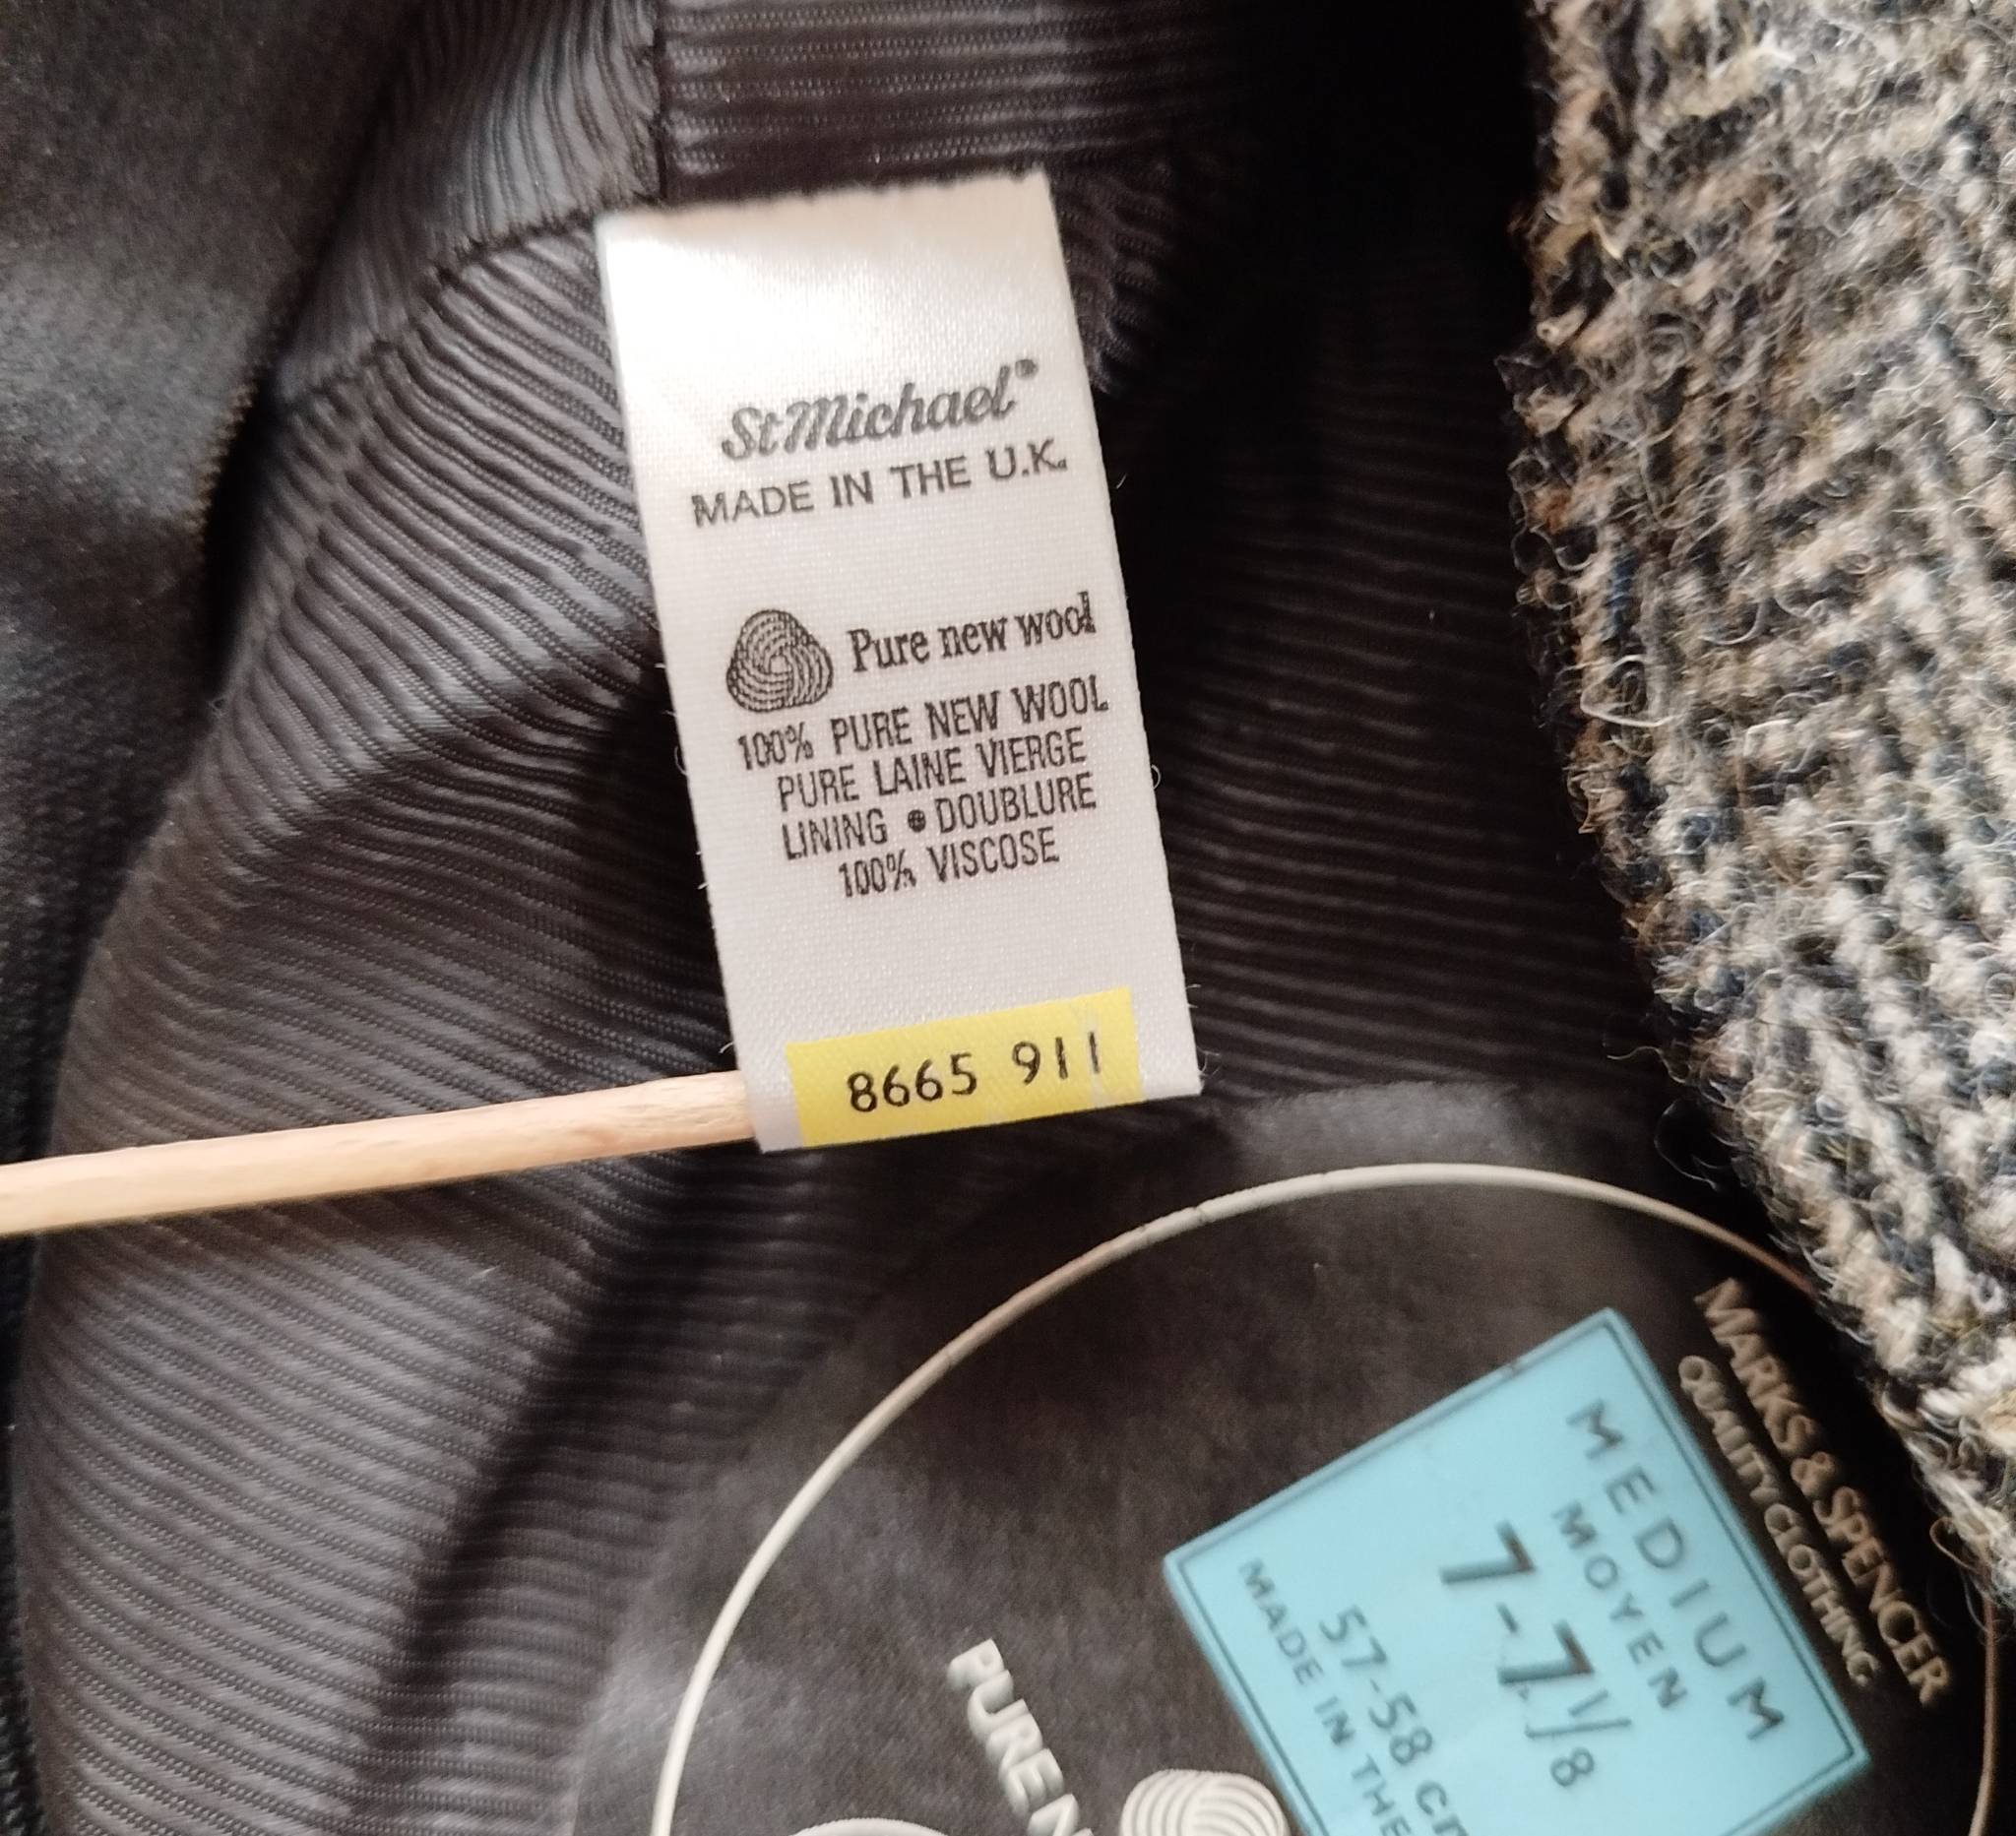 St Michael®
MADE IN THE U.K.
Pure new wool
100% PURE NEW WOOL
PURE LAINE VIERGE
LINING • DOUBLURE
100% VISCOSE
8665 911
MARKS & SPENCER
QUALITY CLOTHING
MEDIUM
MOYEN
7-7 1/8
57-58 cm
MADE IN THE
PURE N